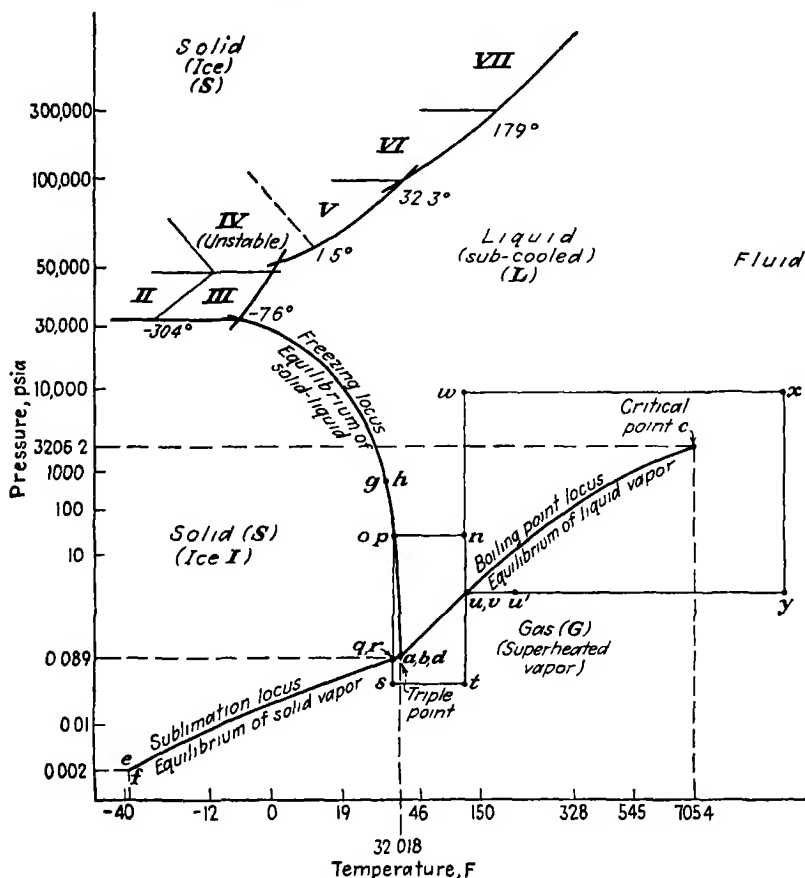 Solid
(Ice)
(S)
VII
300,000
179°
VI
100,000
32 3°
V
IV
(Unstable)
15°
Liquid
(sub-cooled)
(L)
Fluid
50,000
II
III
-76°
30,000
-304°
Freezing locus
Equilibrium of
solid-liquid
10,000
w
x
Critical
point c
3206 2
1000
g h
100
Solid (S)
(Ice I)
o p
n
10
Boiling point locus
Equilibrium of liquid vapor
u,v u'
y
Gas (G)
(Superheated
vapor)
0 089
q,r
a,b,d
s
t
Triple
point
Sublimation locus
Equilibrium of solid vapor
0 01
e
f
0 002
Pressure, psia
-40
-12
0
19
46
150
328
545
7054
32 018
Temperature, F